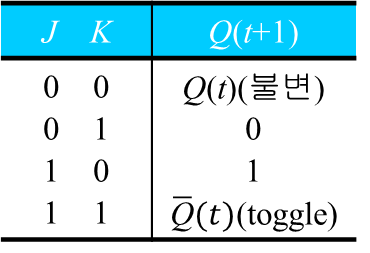 J K Q(t+1)
0 0 Q(t)(불변)
0 1 0
1 0 1
1 1 Q̅(t)(toggle)